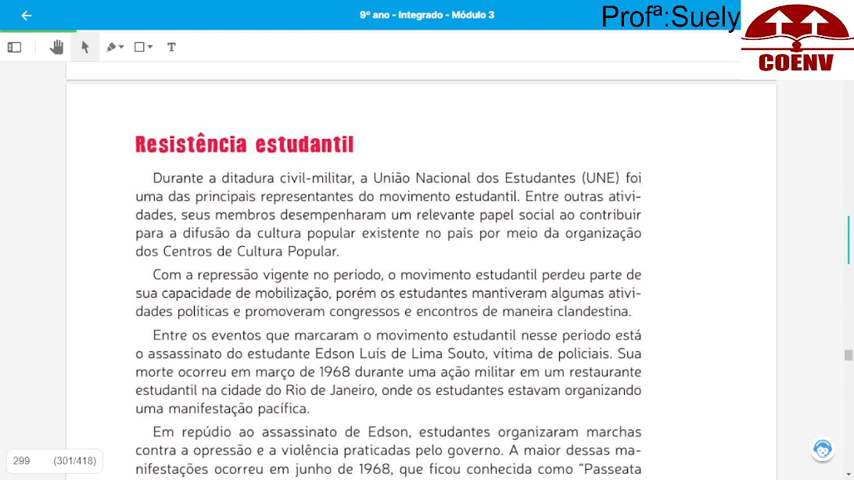 9º ano - Integrado - Módulo 3
Profª:Suely
COENV
T
Resistência estudantil
Durante a ditadura civil-militar, a União Nacional dos Estudantes (UNE) foi
uma das principais representantes do movimento estudantil. Entre outras ativi-
dades, seus membros desempenharam um relevante papel social ao contribuir
para a difusão da cultura popular existente no país por meio da organização
dos Centros de Cultura Popular.
Com a repressão vigente no período, o movimento estudantil perdeu parte de
sua capacidade de mobilização, porém os estudantes mantiveram algumas ativi-
dades políticas e promoveram congressos e encontros de maneira clandestina.
Entre os eventos que marcaram o movimento estudantil nesse período está
o assassinato do estudante Edson Luís de Lima Souto, vítima de policiais. Sua
morte ocorreu em março de 1968 durante uma ação militar em um restaurante
estudantil na cidade do Rio de Janeiro, onde os estudantes estavam organizando
uma manifestação pacífica.
Em repúdio ao assassinato de Edson, estudantes organizaram marchas
contra a opressão e a violência praticadas pelo governo. A maior dessas ma-
nifestações ocorreu em junho de 1968, que ficou conhecida como "Passeata
299 (301/418)